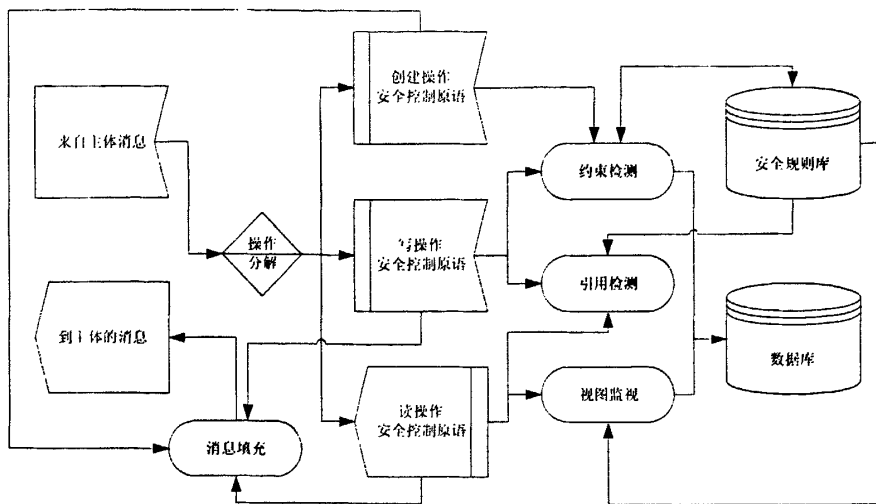 创建操作
安全控制原语
来自主体消息
约束检测
安全规则库
操作
分解
写操作
安全控制原语
引用检测
到主体的消息
数据库
读操作
安全控制原语
视图监视
消息填充